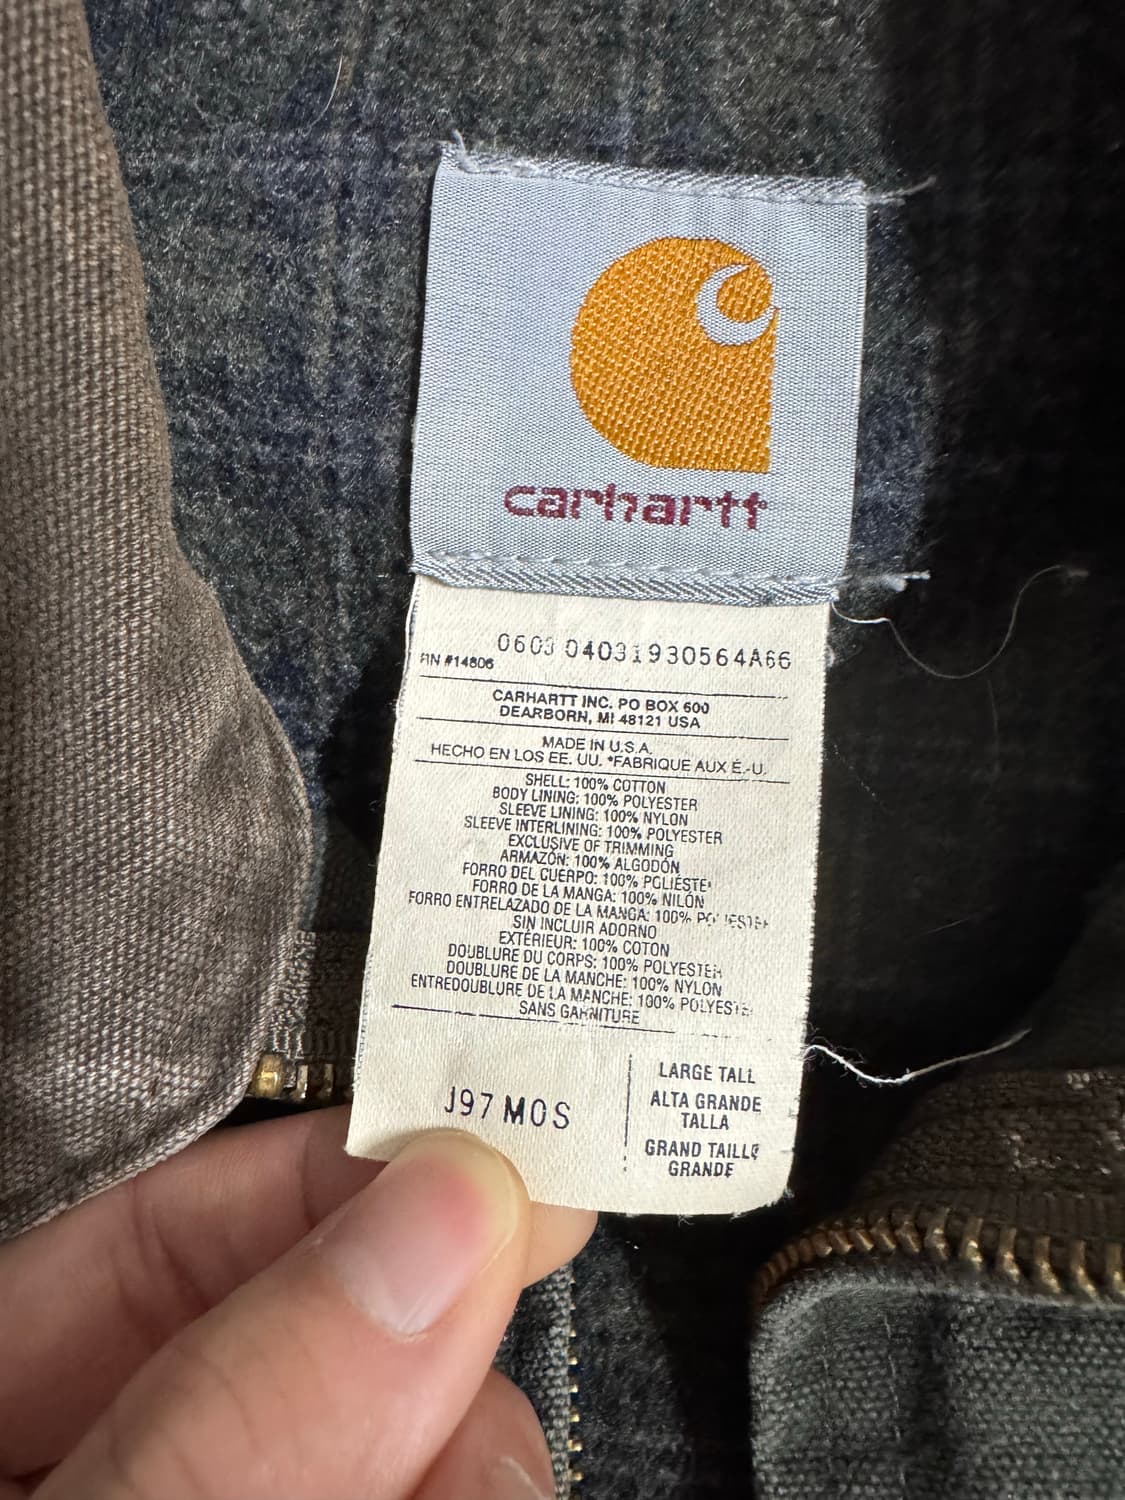 carhartt
0603 04031930564A66
RN #14806
CARHARTT INC. PO BOX 600
DEARBORN, MI 48121 USA
MADE IN U.S.A.
HECHO EN LOS EE. UU. *FABRIQUE AUX É.-U.
SHELL: 100% COTTON
BODY LINING: 100% POLYESTER
SLEEVE LINING: 100% NYLON
SLEEVE INTERLINING: 100% POLYESTER
EXCLUSIVE OF TRIMMING
ARMAZÓN: 100% ALGODÓN
FORRO DEL CUERPO: 100% POLIÉSTE
FORRO DE LA MANGA: 100% NILÓN
FORRO ENTRELAZADO DE LA MANGA: 100%
SIN INCLUIR ADORNO
EXTÉRIEUR: 100% COTON
DOUBLURE DU CORPS: 100% POLYESTER
DOUBLURE DE LA MANCHE: 100% NYLON
ENTREDOUBLURE DE LA MANCHE: 100% POLYESTE
SANS GARNITURE
J97 MOS
LARGE TALL
ALTA GRANDE
TALLA
GRAND TAILLE
GRANDE